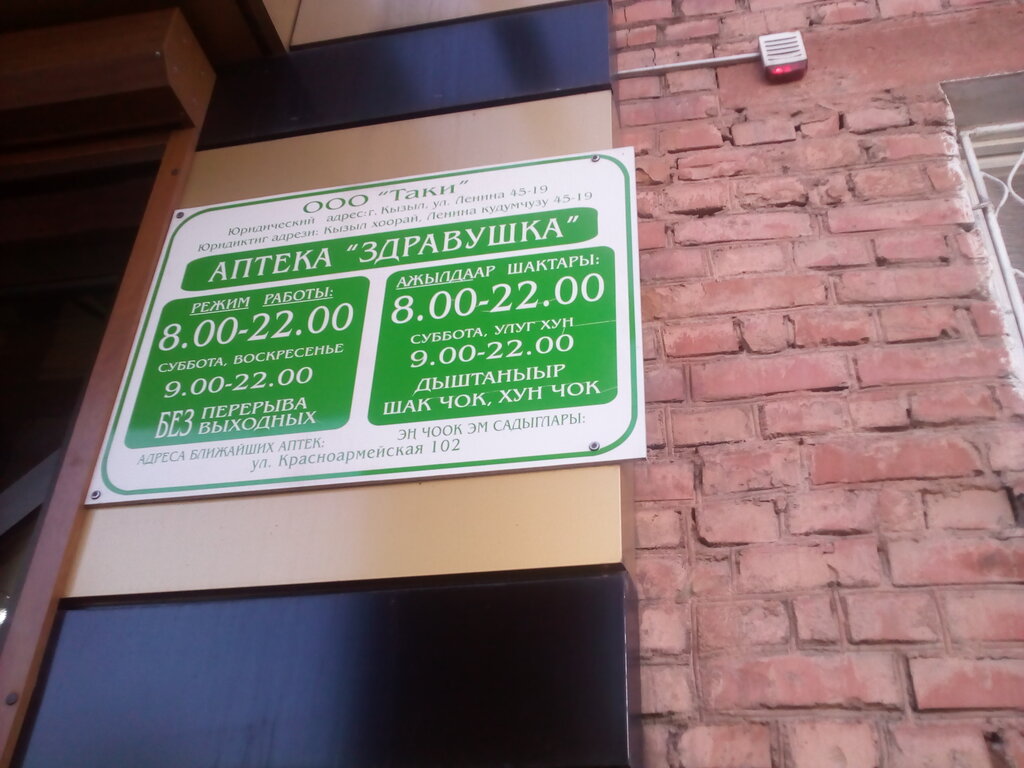 ООО "Таки"
Юридический адрес: г. Кызыл, ул. Ленина 45-19
Юридиктиг адрези: Кызыл хоорай, Ленина кудумчузу 45-19
АПТЕКА "ЗДРАВУШКА"
РЕЖИМ РАБОТЫ:
8.00-22.00
СУББОТА, ВОСКРЕСЕНЬЕ
9.00-22.00
БЕЗ ПЕРЕРЫВА
ВЫХОДНЫХ
АЖЫЛДААР ШАКТАРЫ:
8.00-22.00
СУББОТА, УЛУГ ХУН
9.00-22.00
ДЫШТАНЫЫР
ШАК ЧОК, ХУН ЧОК
АДРЕСА БЛИЖАЙШИХ АПТЕК:
ЭҢ ЧООК ЭМ САДЫГЛАРЫ:
ул. Красноармейская 102